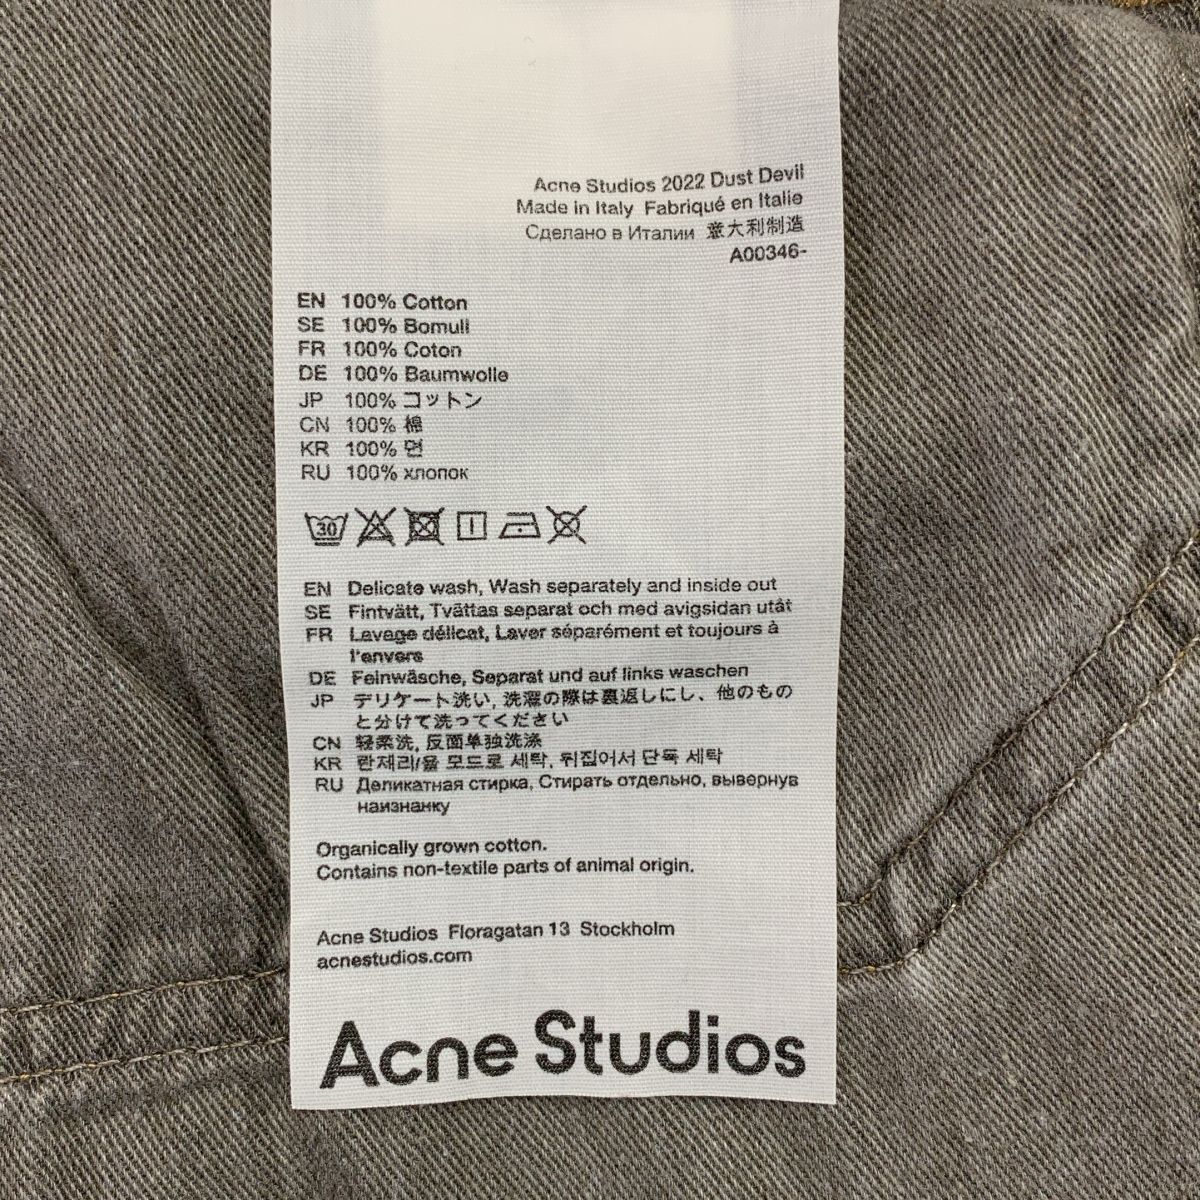 Acne Studios 2022 Dust Devil
Made in Italy Fabriqué en Italie
Сделано в Италии 意大利制造
A00346-
EN 100% Cotton
SE 100% Bomull
FR 100% Coton
DE 100% Baumwolle
JP 100% コットン
CN 100% 棉
KR 100% 면
RU 100% хлопок
30
EN Delicate wash, Wash separately and inside out
SE Fintvätt, Tvättas separat och med avigsidan utåt
FR Lavage délicat, Laver séparément et toujours à
l'envers
DE Feinwäsche, Separat und auf links waschen
JP デリケート洗い, 洗濯の際は裏返しにし、他のもの
と分けて洗ってください
CN 轻柔洗, 反面单独洗涤
KR 란제리/울 모드로 세탁, 뒤집어서 단독 세탁
RU Деликатная стирка, Стирать отдельно, вывернув
наизнанку
Organically grown cotton.
Contains non-textile parts of animal origin.
Acne Studios Floragatan 13 Stockholm
acnestudios.com
Acne Studios